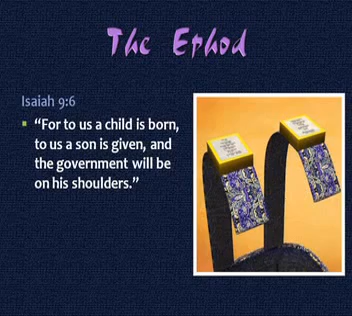 The Ephod
Isaiah 9:6
“For to us a child is born,
to us a son is given, and
the government will be
on his shoulders.”